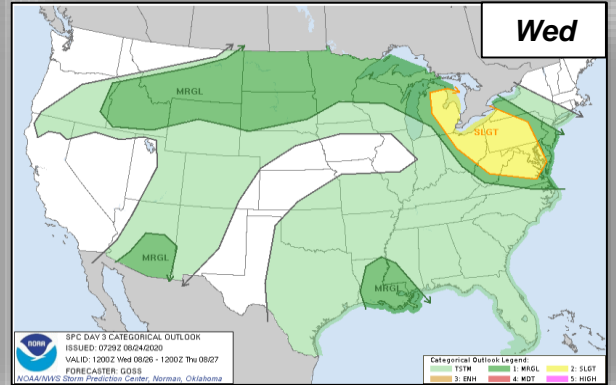 Wed
MRGL
SLGT
MRGL
MRGL
NOAA
SPC DAY 3 CATEGORICAL OUTLOOK
ISSUED: 0729Z 08/24/2020
VALID: 1200Z Wed 08/26 - 1200Z Thu 08/27
FORECASTER: GOSS
NOAA/NWS Storm Prediction Center, Norman, Oklahoma
Categorical Outlook Legend:
TSTM 1: MRGL 2: SLGT
3: ENH 4: MDT 5: HIGH